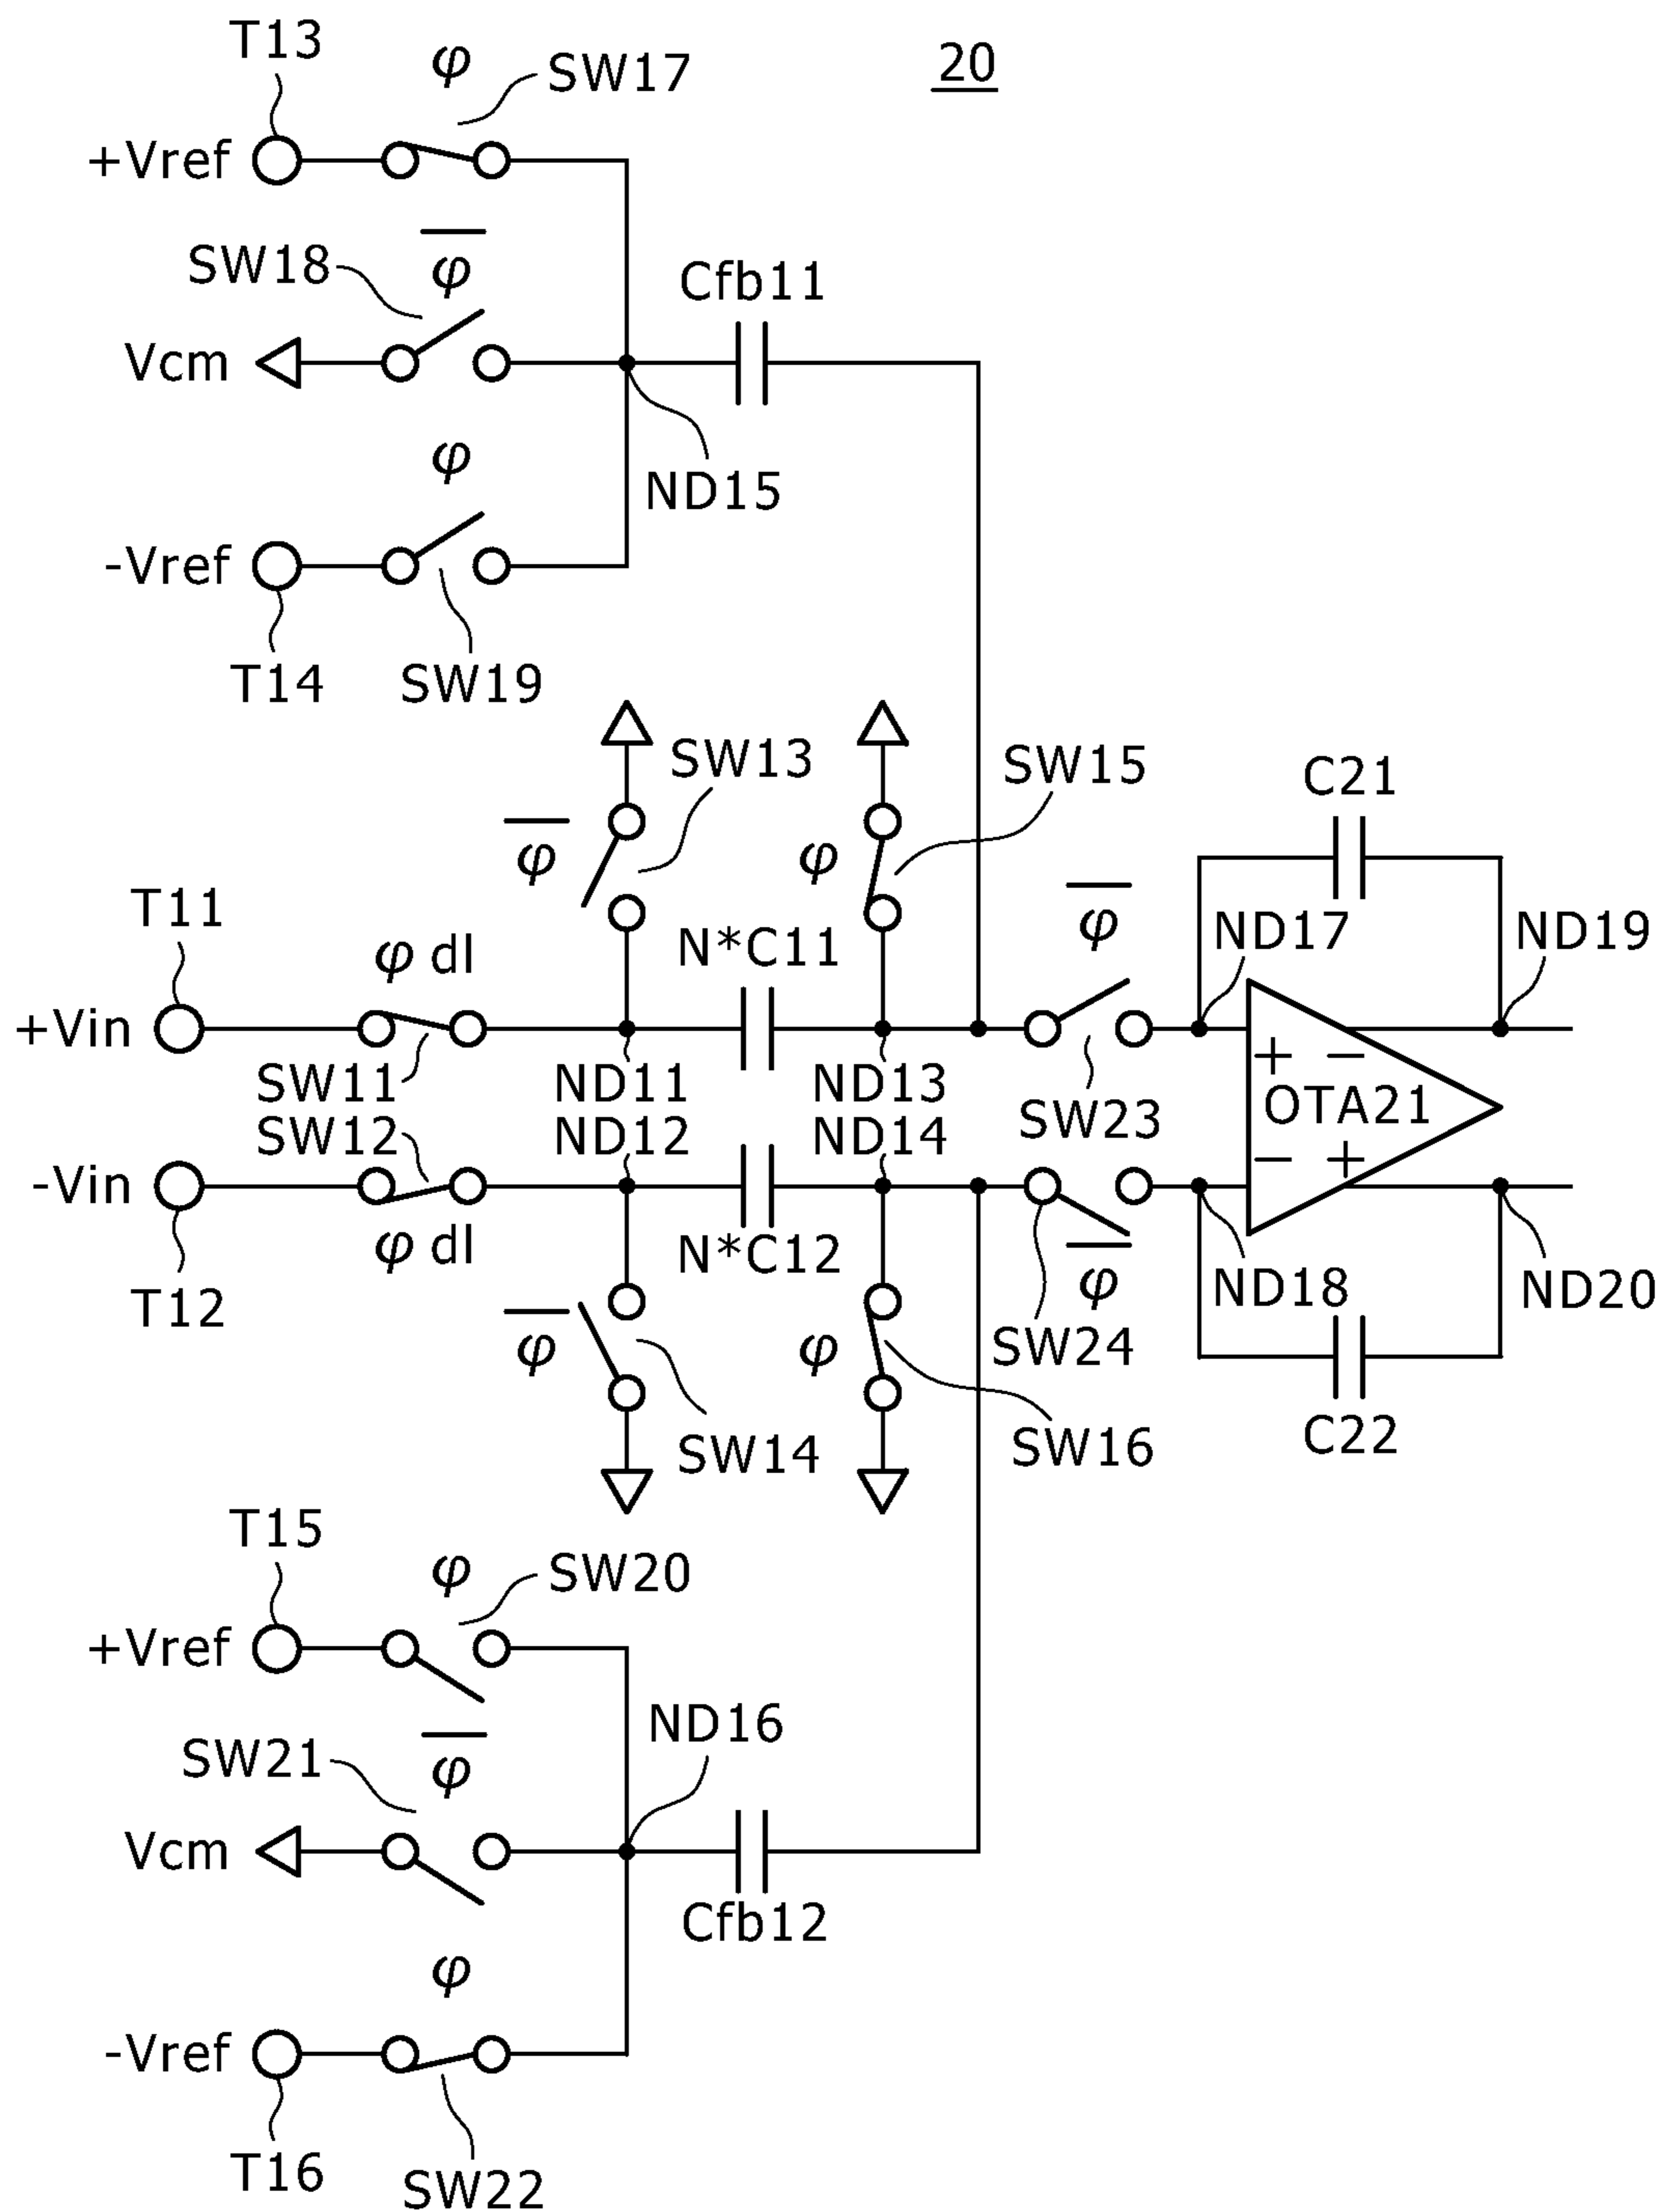 T13
φ
SW17
20
+Vref
SW18
φ̅
Cfb11
Vcm
φ
ND15
-Vref
T14
SW19
SW13
SW15
C21
φ̅
φ
T11
φ̅
ND17
ND19
φ dl
N*C11
+Vin
SW11
ND11
ND13
+ −
OTA21
SW23
SW12
ND12
ND14
-Vin
− +
φ dl
N*C12
φ̅
ND18
ND20
T12
φ̅
φ
SW24
SW14
SW16
C22
T15
φ
SW20
+Vref
ND16
SW21
φ̅
Vcm
Cfb12
φ
-Vref
T16
SW22